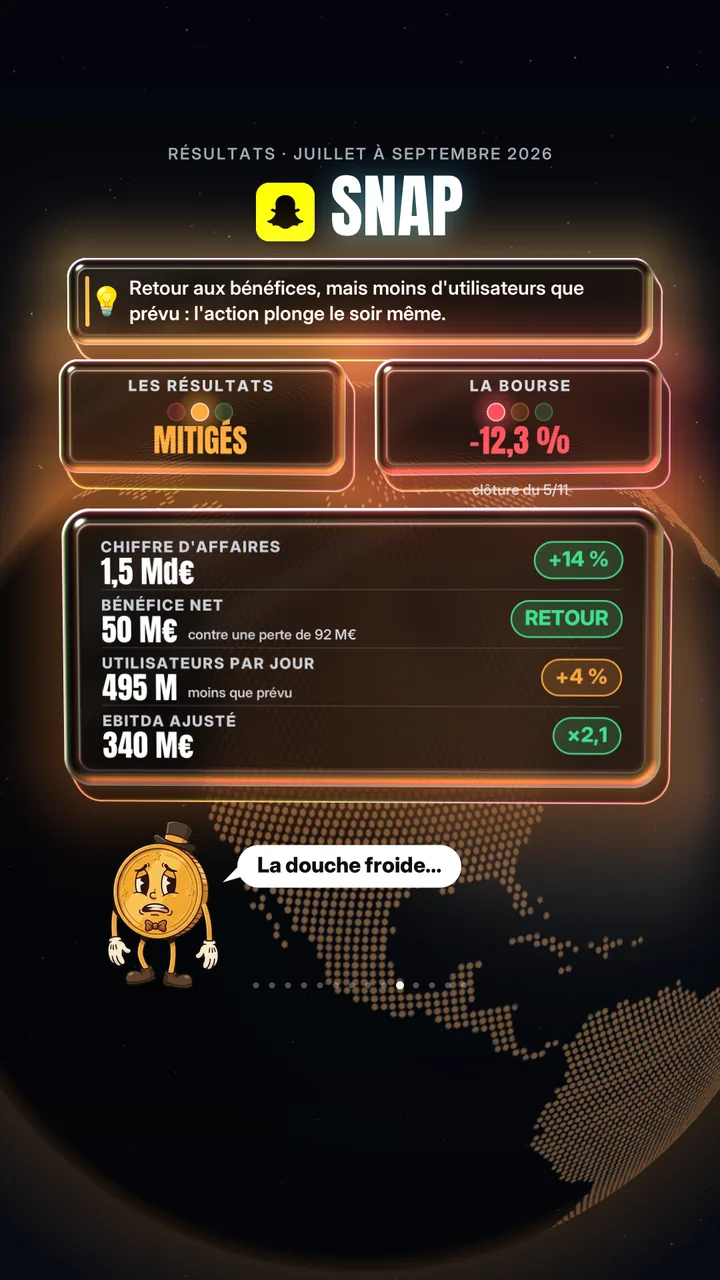 RÉSULTATS · JUILLET À SEPTEMBRE 2026
SNAP
Retour aux bénéfices, mais moins d'utilisateurs que
prévu : l'action plonge le soir même.
LES RÉSULTATS
MITIGÉS
LA BOURSE
-12,3 %
clôture du 5/11
CHIFFRE D'AFFAIRES
1,5 Md€
+14 %
BÉNÉFICE NET
50 M€ contre une perte de 92 M€
RETOUR
UTILISATEURS PAR JOUR
495 M moins que prévu
+4 %
EBITDA AJUSTÉ
340 M€
×2,1
La douche froide...